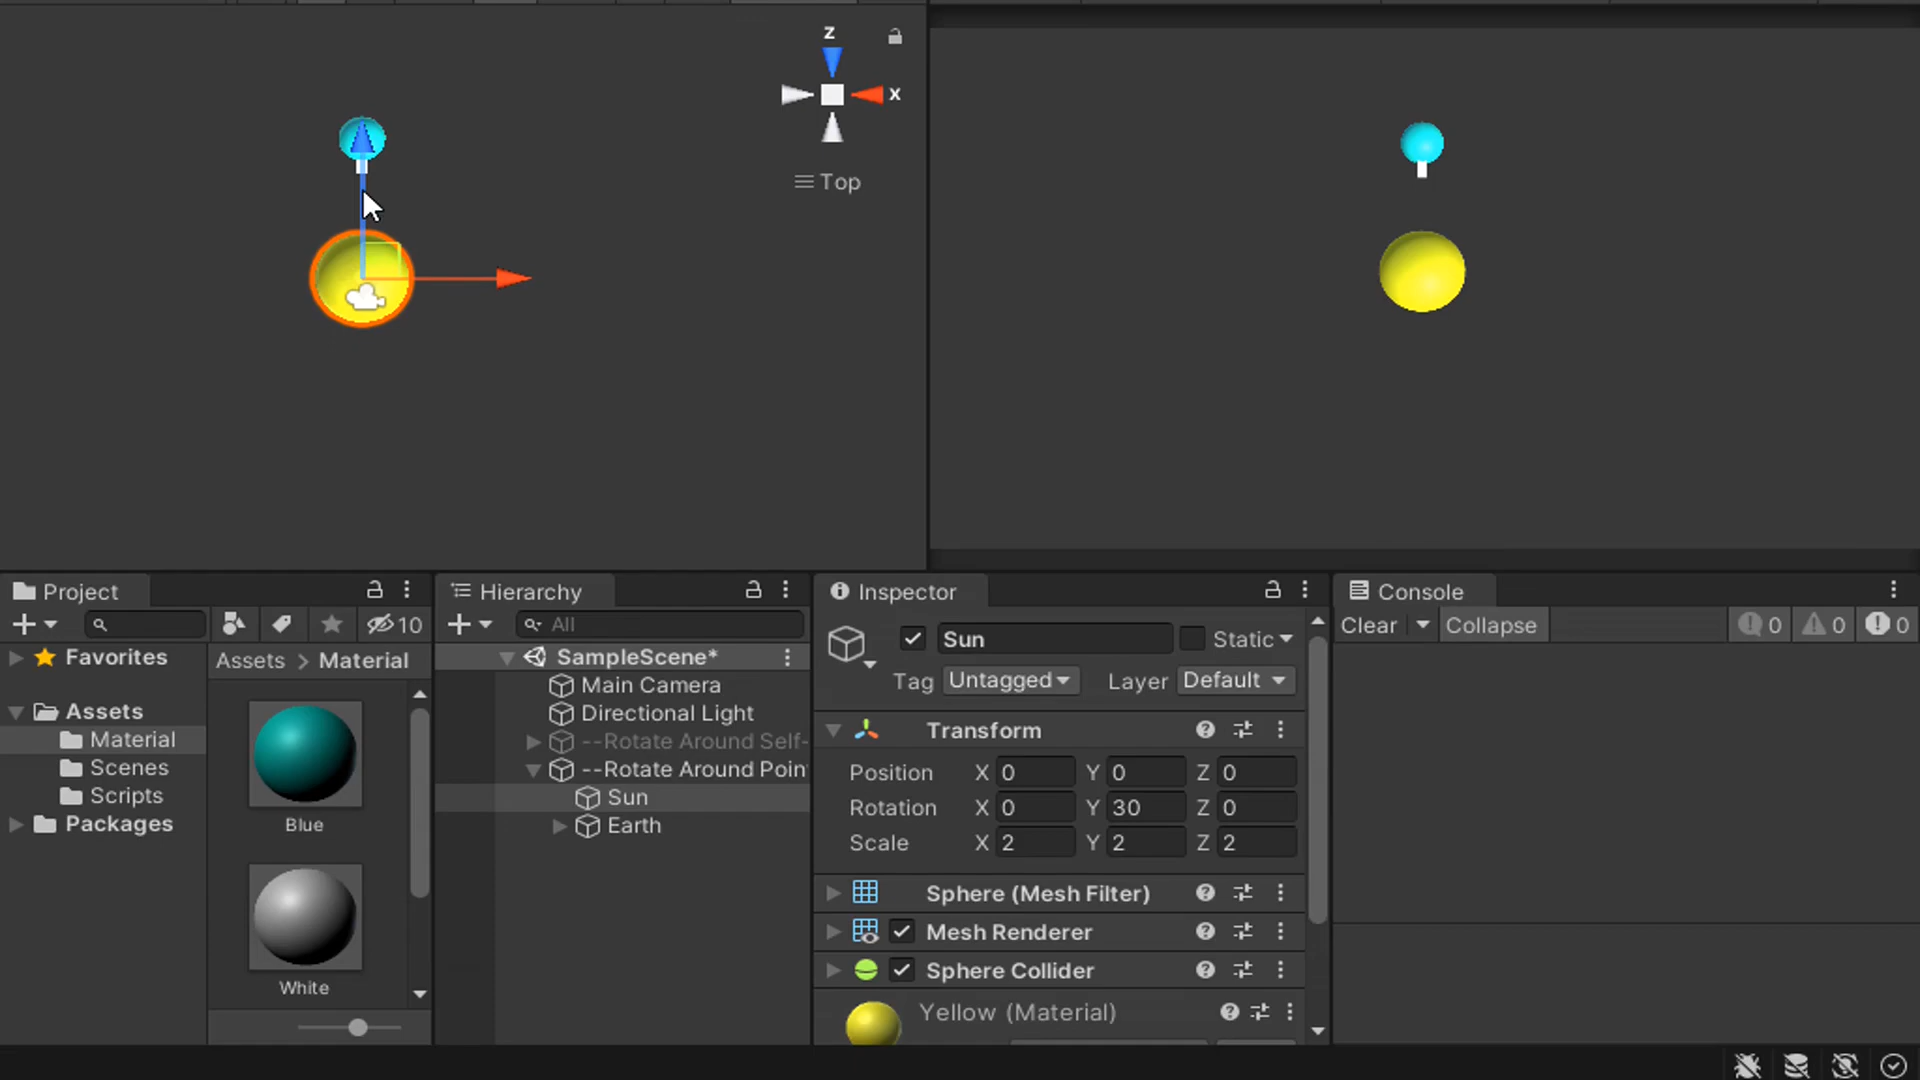 z
x
Top
Project
Hierarchy
Inspector
Console
10
All
Sun
Static
Clear
Collapse
0
0
0
Favorites
Assets > Material
SampleScene*
Tag Untagged
Layer Default
Main Camera
Assets
Directional Light
Transform
Material
--Rotate Around Self-
Scenes
--Rotate Around Poin
Position X 0 Y 0 Z 0
Scripts
Sun
Rotation X 0 Y 30 Z 0
Packages
Blue
Earth
Scale X 2 Y 2 Z 2
Sphere (Mesh Filter)
Mesh Renderer
Sphere Collider
White
Yellow (Material)